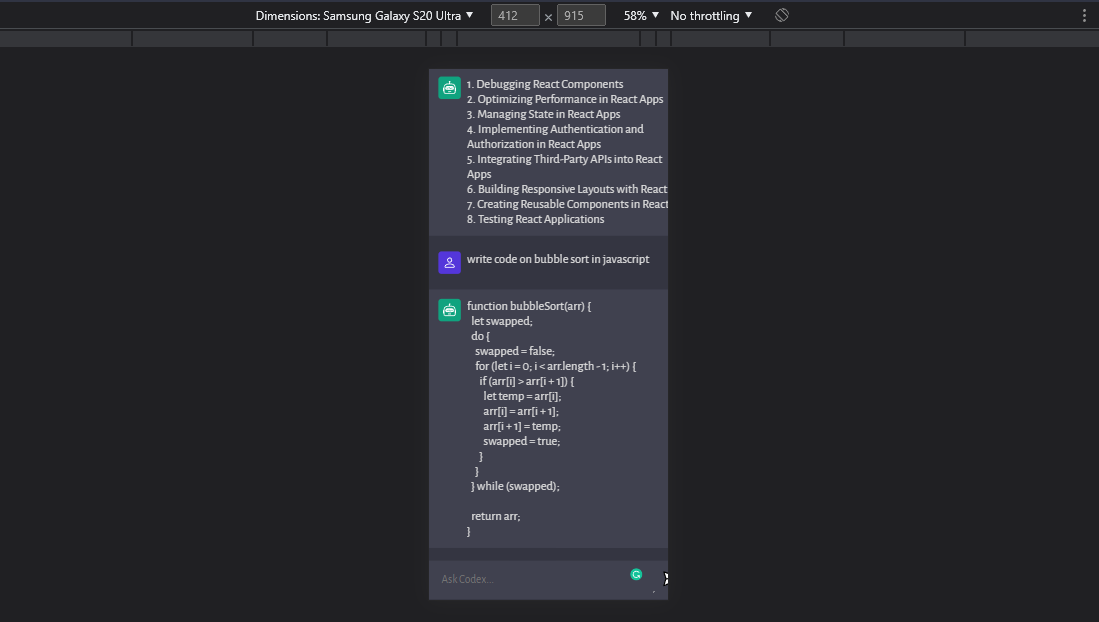 Dimensions: Samsung Galaxy S20 Ultra ▼ 412 × 915 58% ▼ No throttling ▼
1. Debugging React Components
2. Optimizing Performance in React Apps
3. Managing State in React Apps
4. Implementing Authentication and
Authorization in React Apps
5. Integrating Third-Party APIs into React
Apps
6. Building Responsive Layouts with React
7. Creating Reusable Components in React
8. Testing React Applications
write code on bubble sort in javascript
function bubbleSort(arr) {
let swapped;
do {
swapped = false;
for (let i = 0; i < arr.length - 1; i++) {
if (arr[i] > arr[i + 1]) {
let temp = arr[i];
arr[i] = arr[i + 1];
arr[i + 1] = temp;
swapped = true;
}
}
} while (swapped);
return arr;
}
Ask Codex...